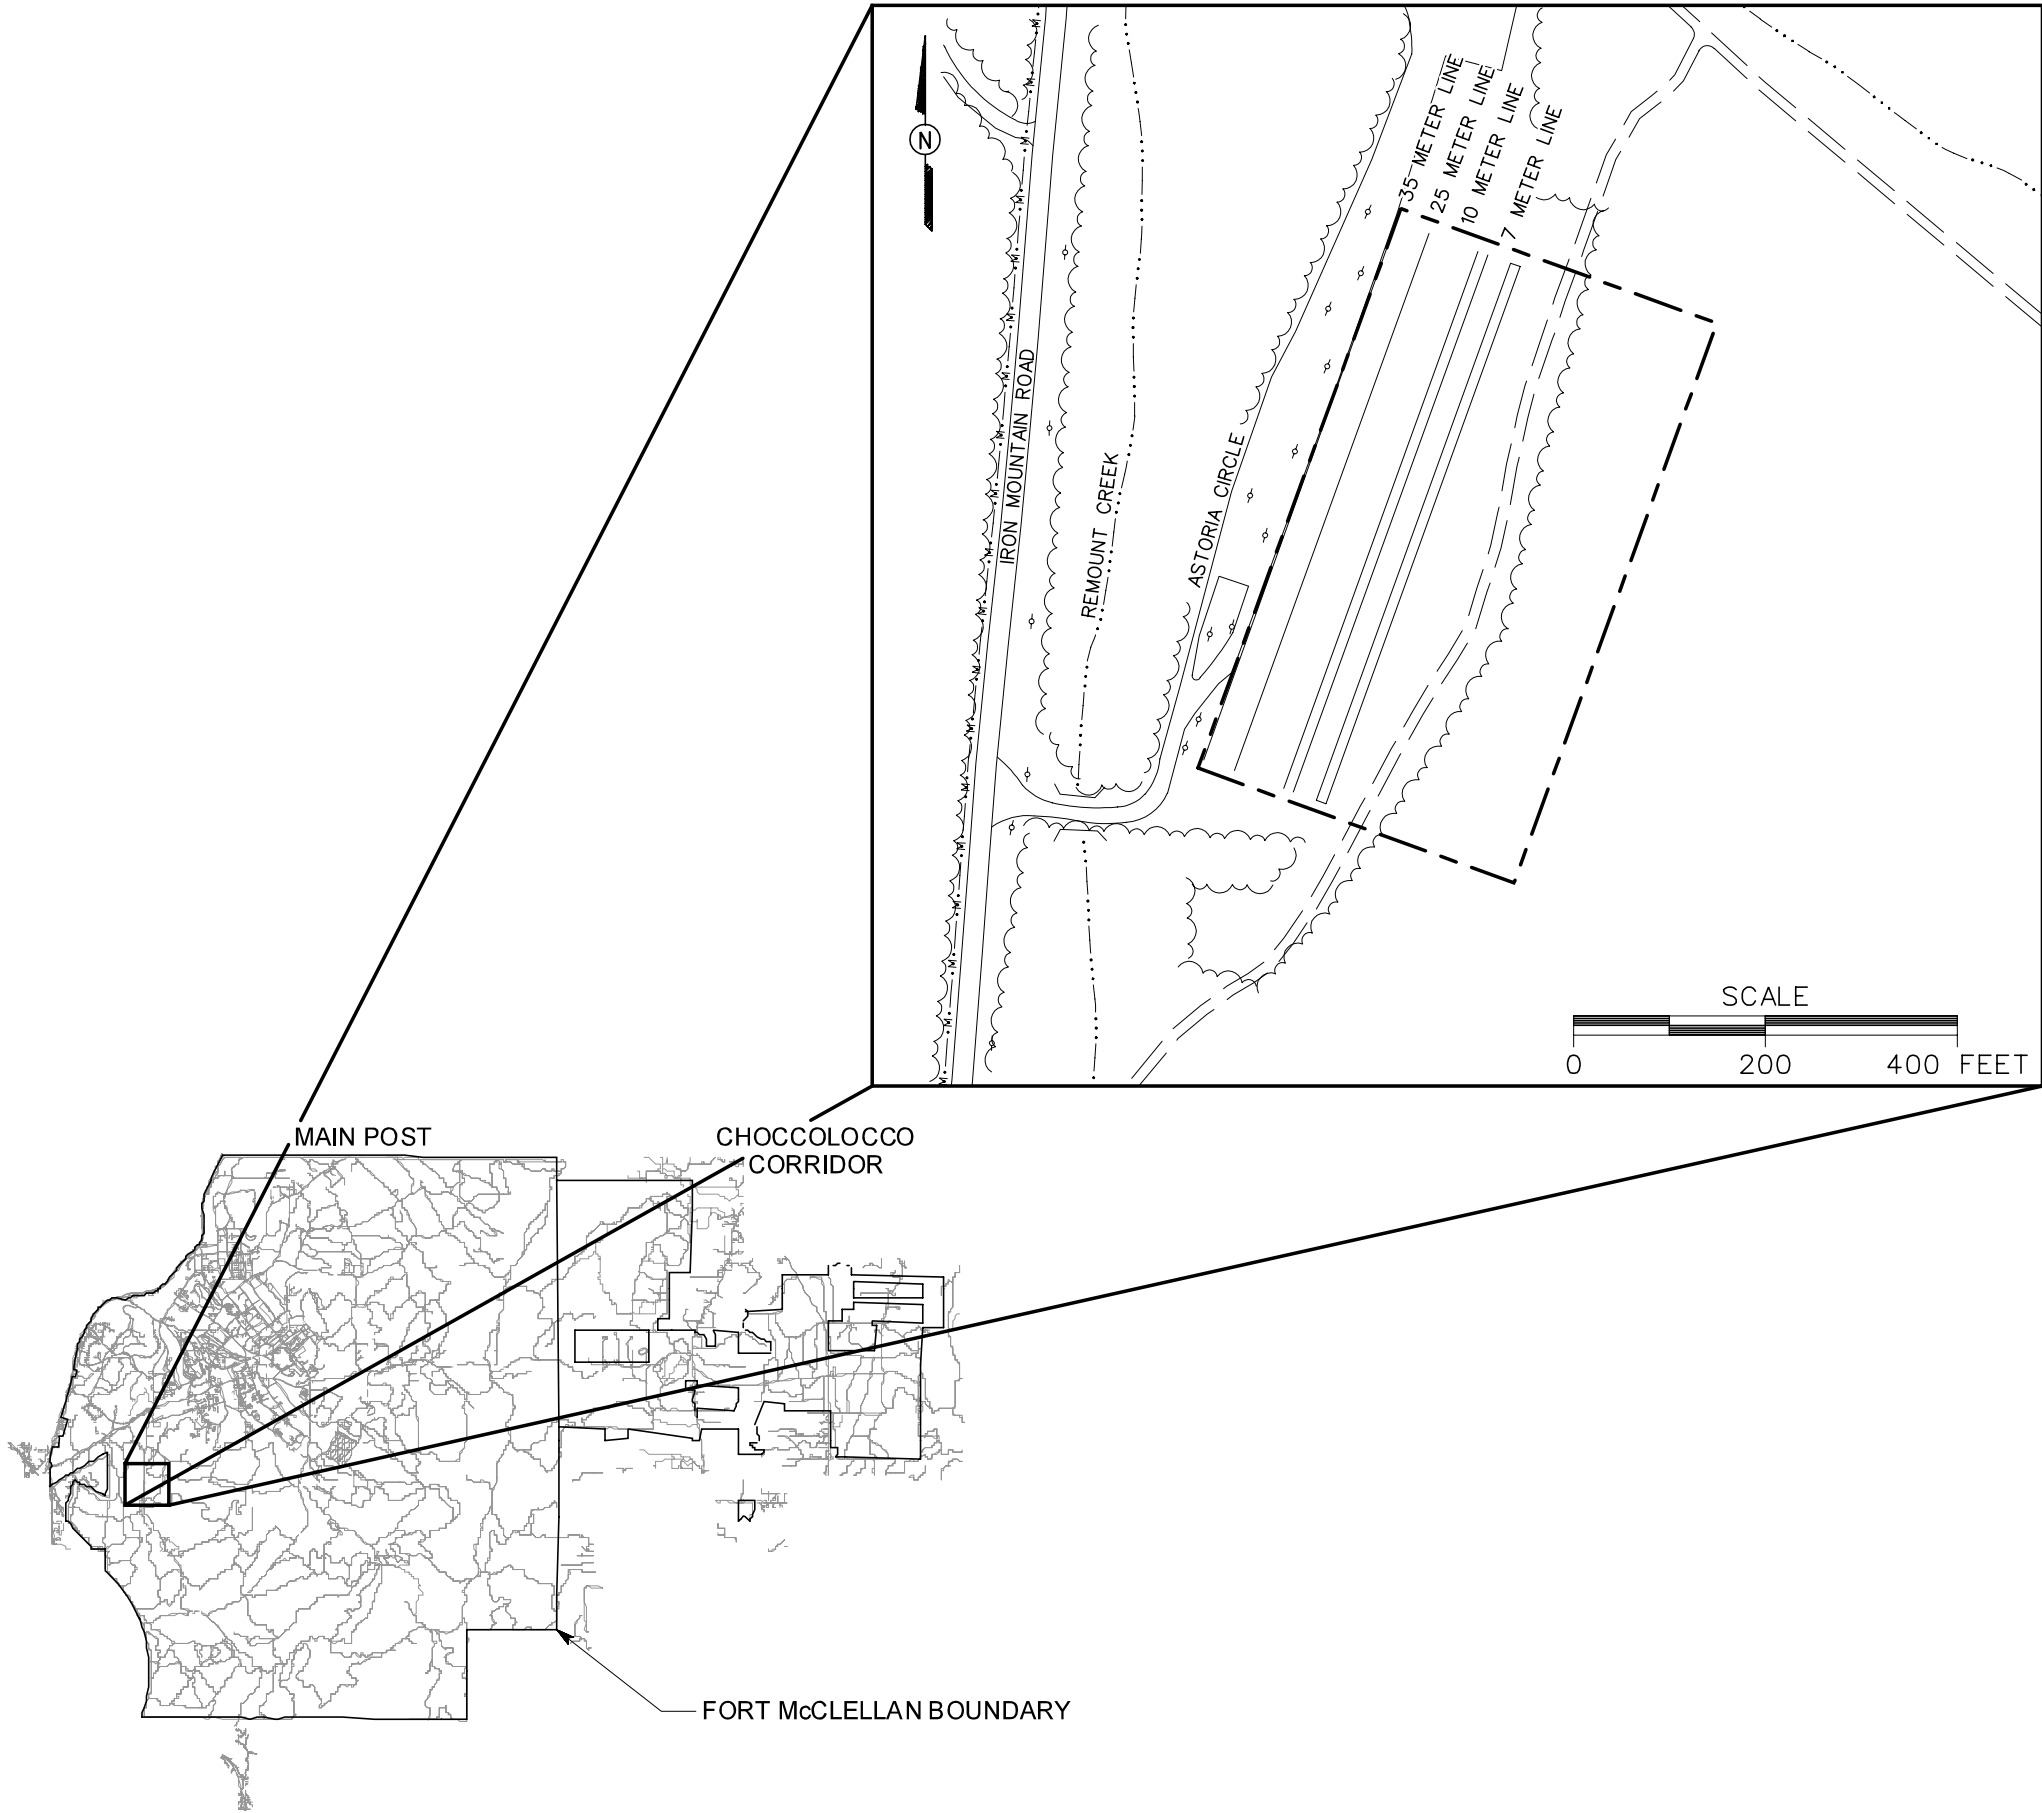 35 METER LINE
25 METER LINE
10 METER LINE
7 METER LINE
N
IRON MOUNTAIN ROAD
REMOUNT CREEK
ASTORIA CIRCLE
SCALE
0 200 400 FEET
MAIN POST
CHOCCOLOCCO
CORRIDOR
FORT McCLELLAN BOUNDARY